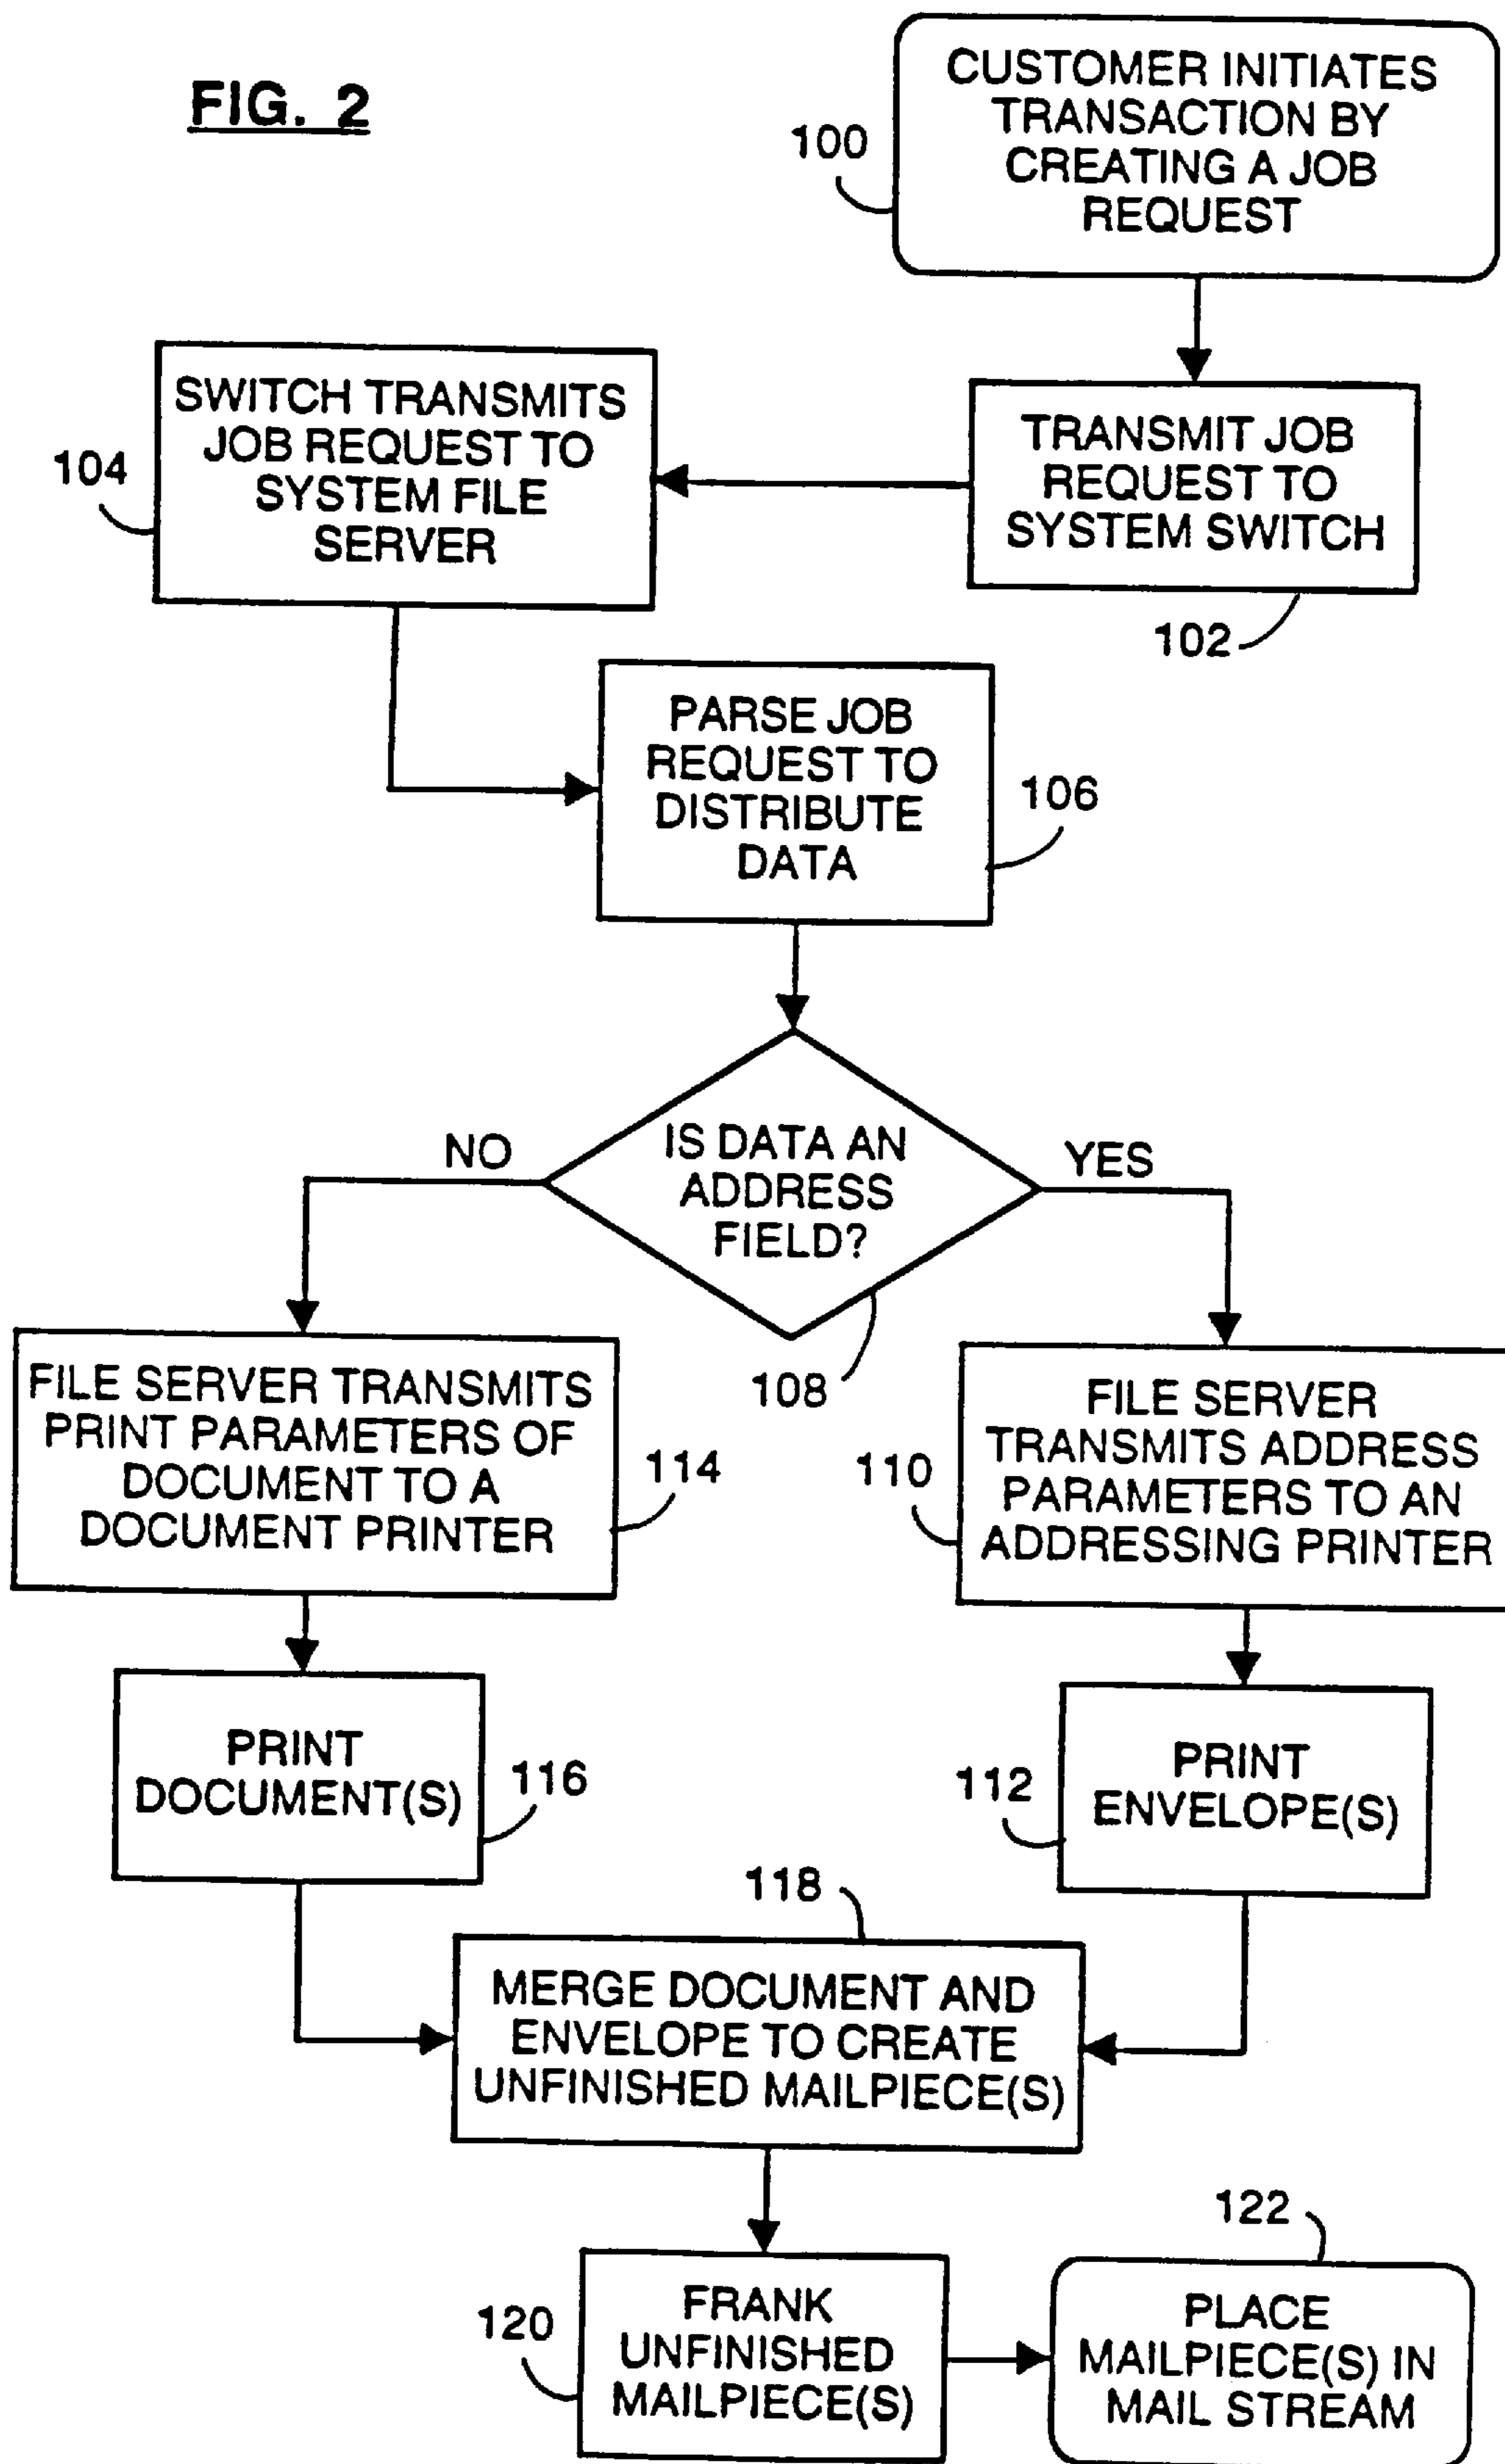 FIG. 2
CUSTOMER INITIATES
TRANSACTION BY
CREATING A JOB
REQUEST
100
TRANSMIT JOB
REQUEST TO
SYSTEM SWITCH
102
SWITCH TRANSMITS
JOB REQUEST TO
SYSTEM FILE
SERVER
104
PARSE JOB
REQUEST TO
DISTRIBUTE
DATA
106
IS DATA AN
ADDRESS
FIELD?
NO
YES
108
FILE SERVER TRANSMITS
PRINT PARAMETERS OF
DOCUMENT TO A
DOCUMENT PRINTER
114
FILE SERVER
TRANSMITS ADDRESS
PARAMETERS TO AN
ADDRESSING PRINTER
110
PRINT
DOCUMENT(S)
116
PRINT
ENVELOPE(S)
112
118
MERGE DOCUMENT AND
ENVELOPE TO CREATE
UNFINISHED MAILPIECE(S)
FRANK
UNFINISHED
MAILPIECE(S)
120
122
PLACE
MAILPIECE(S) IN
MAIL STREAM